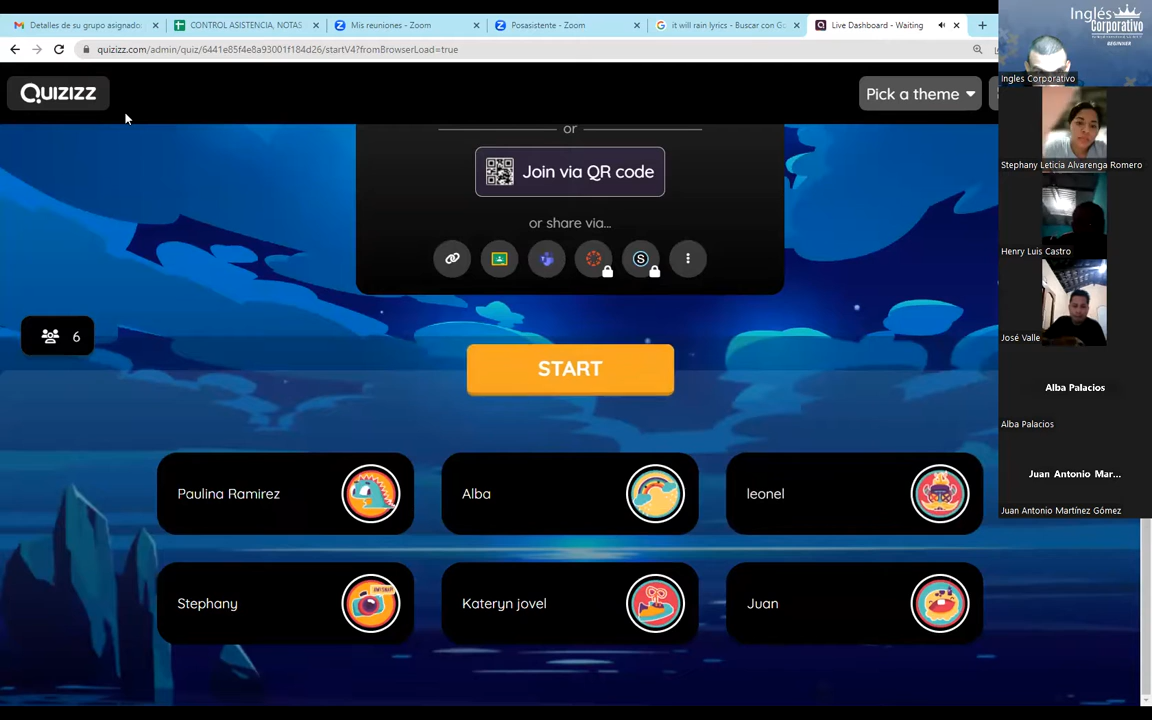 Detalles de su grupo asignado:
CONTROL ASISTENCIA, NOTAS
Mis reuniones - Zoom
Posasistente - Zoom
it will rain lyrics - Buscar con Go
Live Dashboard - Waiting
quizizz.com/admin/quiz/6441e85f4e8a93001f184d26/startV4?fromBrowserLoad=true
QUIZIZZ
Pick a theme
or
Join via QR code
or share via...
S
6
START
Paulina Ramirez
Alba
leonel
Stephany
Kateryn jovel
Juan
Inglés
Corporativo
BEGINNER
Ingles Corporativo
Stephany Leticia Alvarenga Romero
Henry Luis Castro
José Valle
Alba Palacios
Alba Palacios
Juan Antonio Mar...
Juan Antonio Martínez Gómez